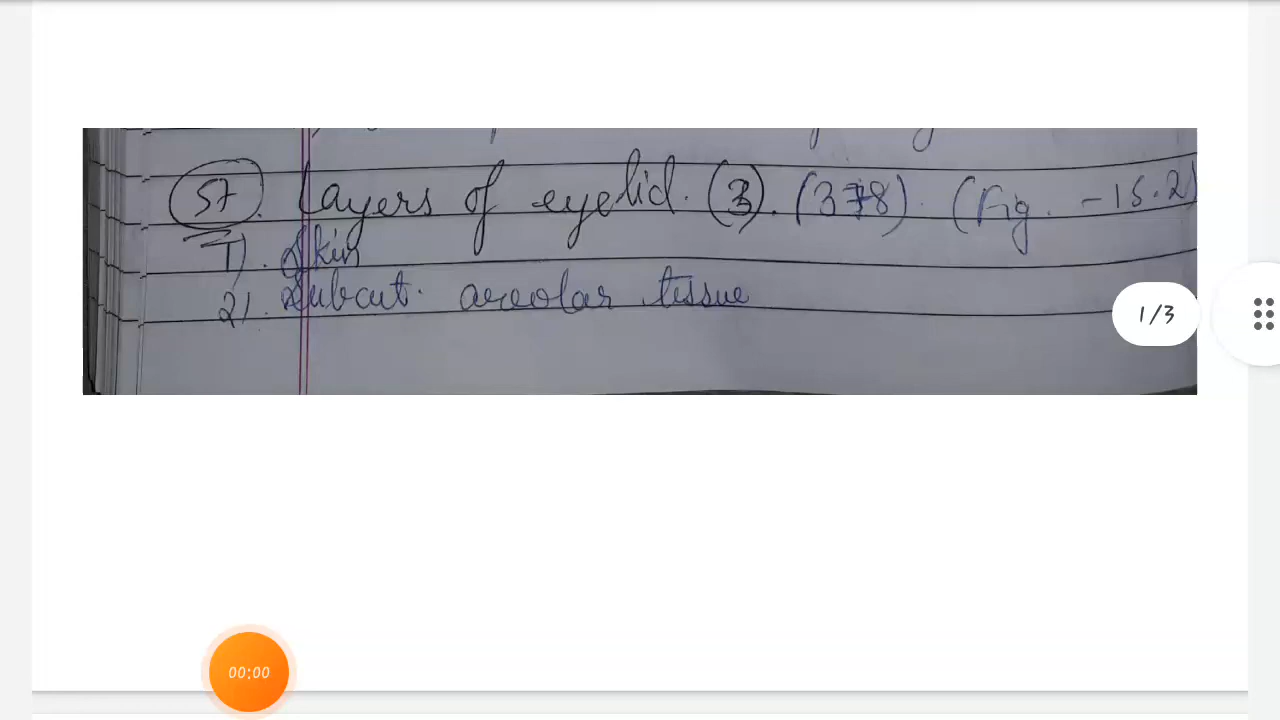 57. Layers of eyelid. (3). (378). (Fig. -15.2)
1). Skin
2). Subcut. areolar tissue
1/3
00:00